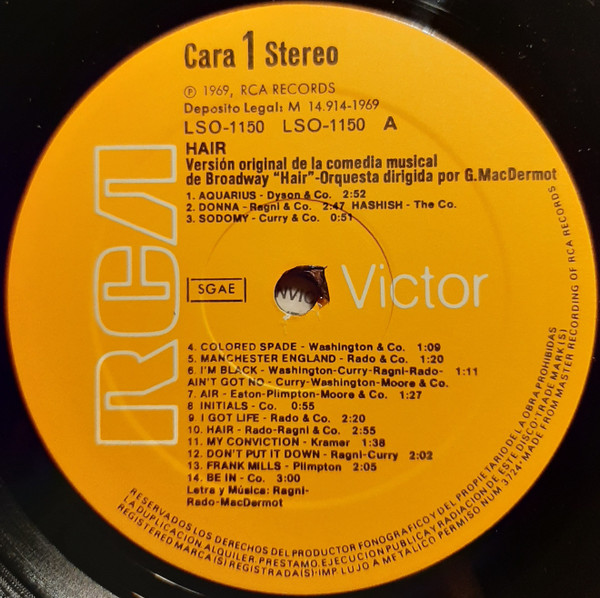 Cara 1 Stereo
℗ 1969, RCA RECORDS
Deposito Legal: M 14.914-1969
LSO-1150 LSO-1150 A
HAIR
Versión original de la comedia musical
de Broadway "Hair"-Orquesta dirigida por G.MacDermot
1. AQUARIUS - Dyson & Co. 2:52
2. DONNA - Ragni & Co. 2:47 HASHISH - The Co.
3. SODOMY - Curry & Co. 0:51
RCA
SGAE
Victor
4. COLORED SPADE - Washington & Co. 1:09
5. MANCHESTER ENGLAND - Rado & Co. 1:20
6. I'M BLACK - Washington-Curry-Ragni-Rado- 1:11
AIN'T GOT NO - Curry-Washington-Moore & Co.
7. AIR - Eaton-Plimpton-Moore & Co. 1:27
8 INITIALS - Co. 0:55
9. I GOT LIFE - Rado & Co. 2:20
10. HAIR - Rado-Ragni & Co. 2:55
11. MY CONVICTION - Kramer 1:38
12. DON'T PUT IT DOWN - Ragni-Curry 2:02
13. FRANK MILLS - Plimpton 2:05
14. BE IN - Co. 3:00
Letra y Música: Ragni-
Rado-MacDermot
RESERVADOS LOS DERECHOS DEL PRODUCTOR FONOGRAFICO Y DEL PROPIETARIO DE LA OBRA PROHIBIDAS
LA DUPLICACION ALQUILER, PRESTAMO, EJECUCION PUBLICA Y RADIACION DE ESTE DISCO·TRADE MARK(S)
REGISTERED MARCA(S) REGISTRADA(S)·IMP. LUJO A METALICO PERMISO NUM 3724·MADE FROM MASTER RECORDING OF RCA RECORDS